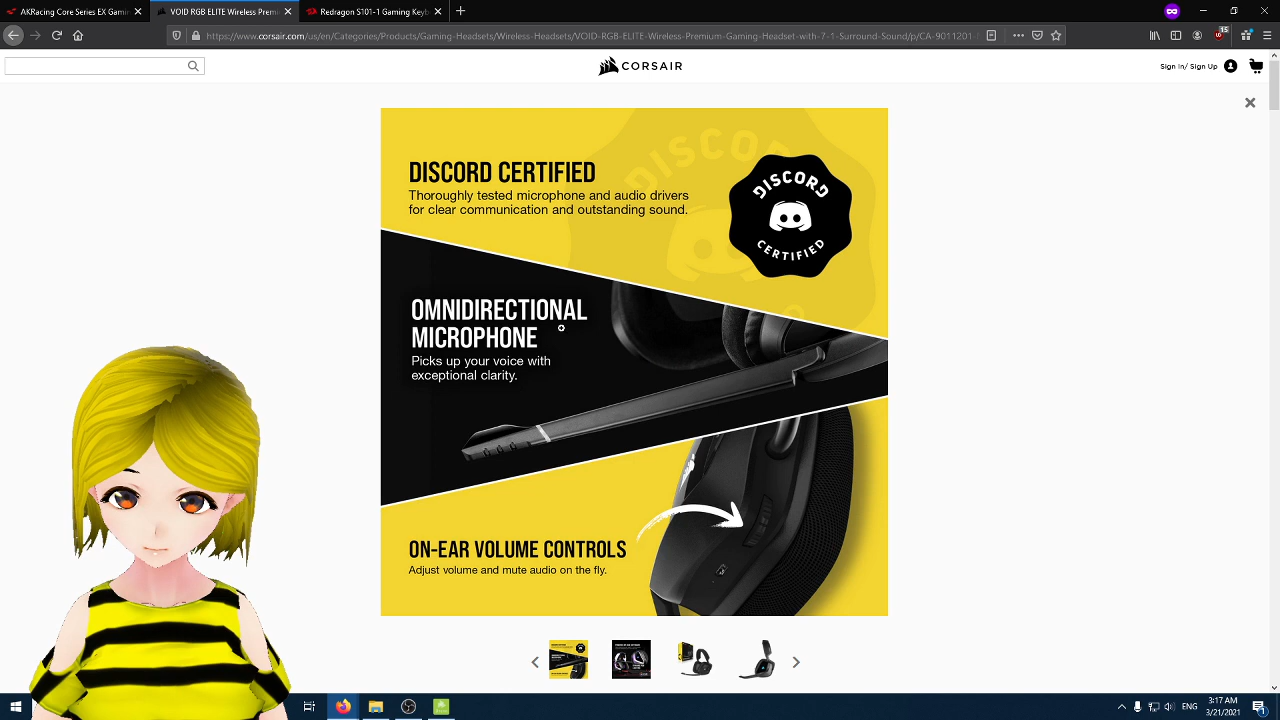 AKRacing Core Series EX Gamin
VOID RGB ELITE Wireless Premi
Redragon S101-1 Gaming Keyb
https://www.corsair.com/us/en/Categories/Products/Gaming-Headsets/Wireless-Headsets/VOID-RGB-ELITE-Wireless-Premium-Gaming-Headset-with-7-1-Surround-Sound/p/CA-9011201-
15
CORSAIR
Sign In/ Sign Up
DISCORD CERTIFIED
Thoroughly tested microphone and audio drivers
for clear communication and outstanding sound.
DISCORD
CERTIFIED
OMNIDIRECTIONAL
MICROPHONE
Picks up your voice with
exceptional clarity.
ON-EAR VOLUME CONTROLS
Adjust volume and mute audio on the fly.
ENG
3:17 AM
3/21/2021